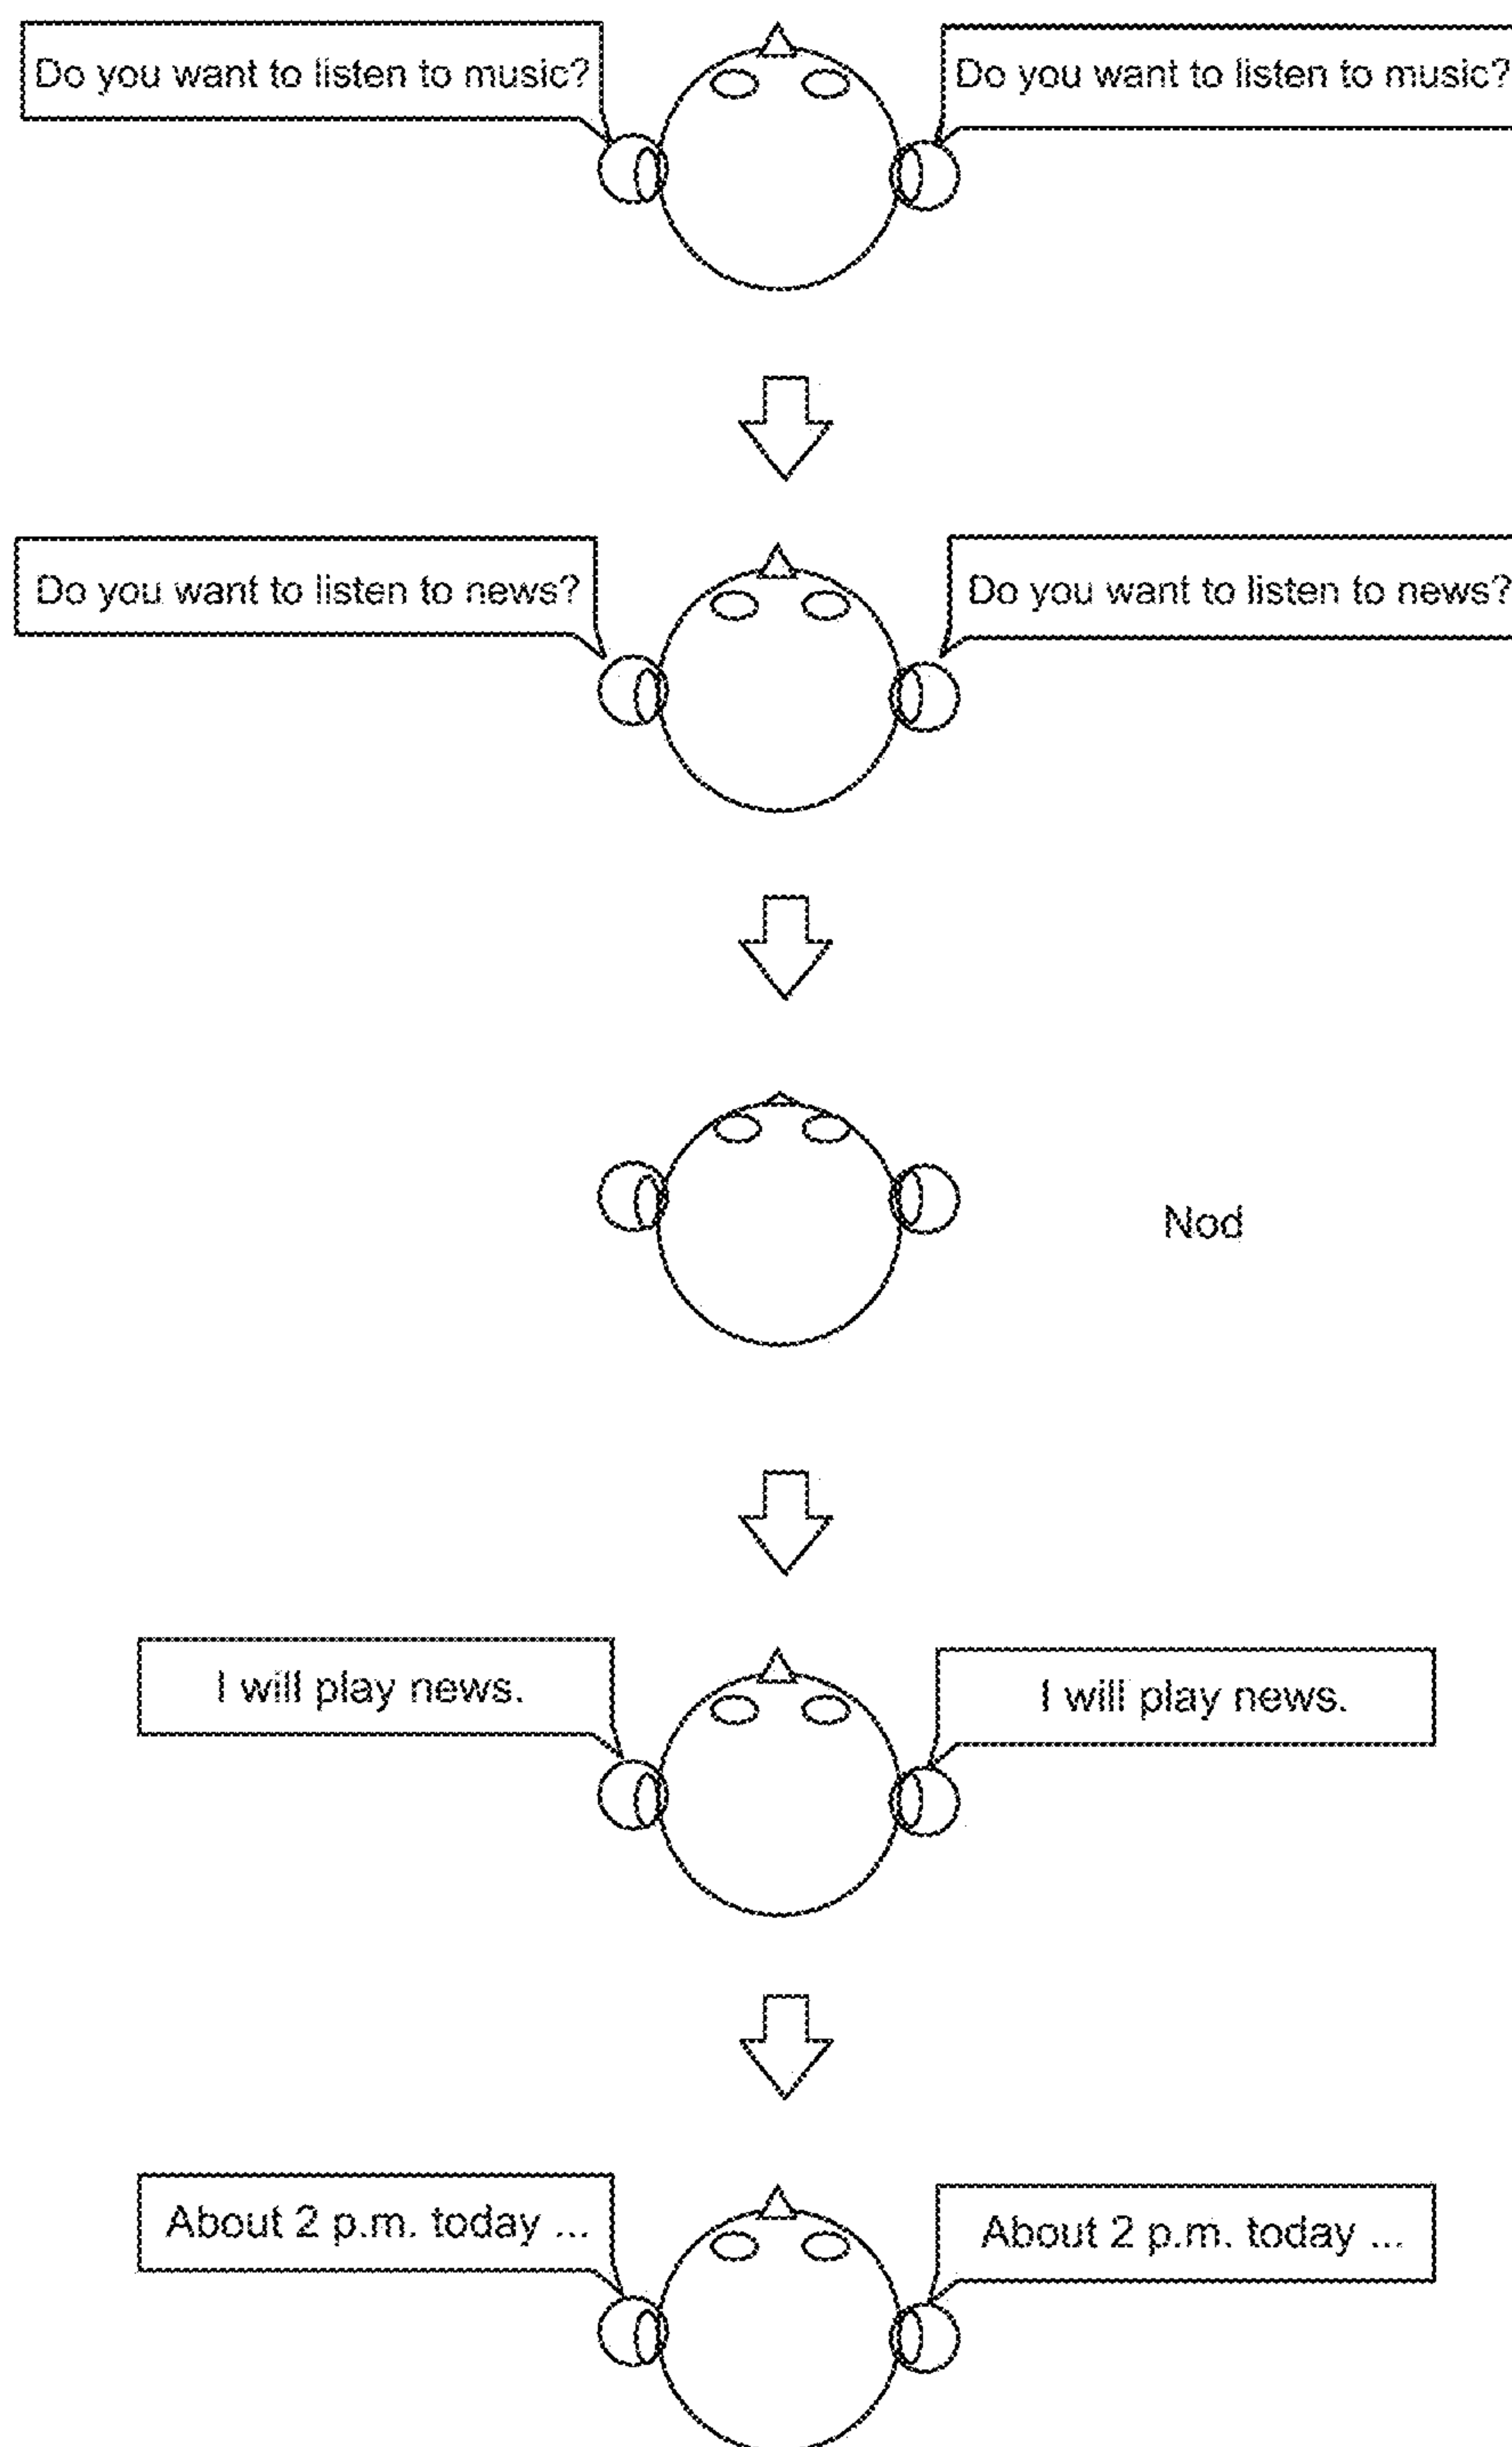 Do you want to listen to music?
Do you want to listen to music?
Do you want to listen to news?
Do you want to listen to news?
Nod
I will play news.
I will play news.
About 2 p.m. today ...
About 2 p.m. today ...